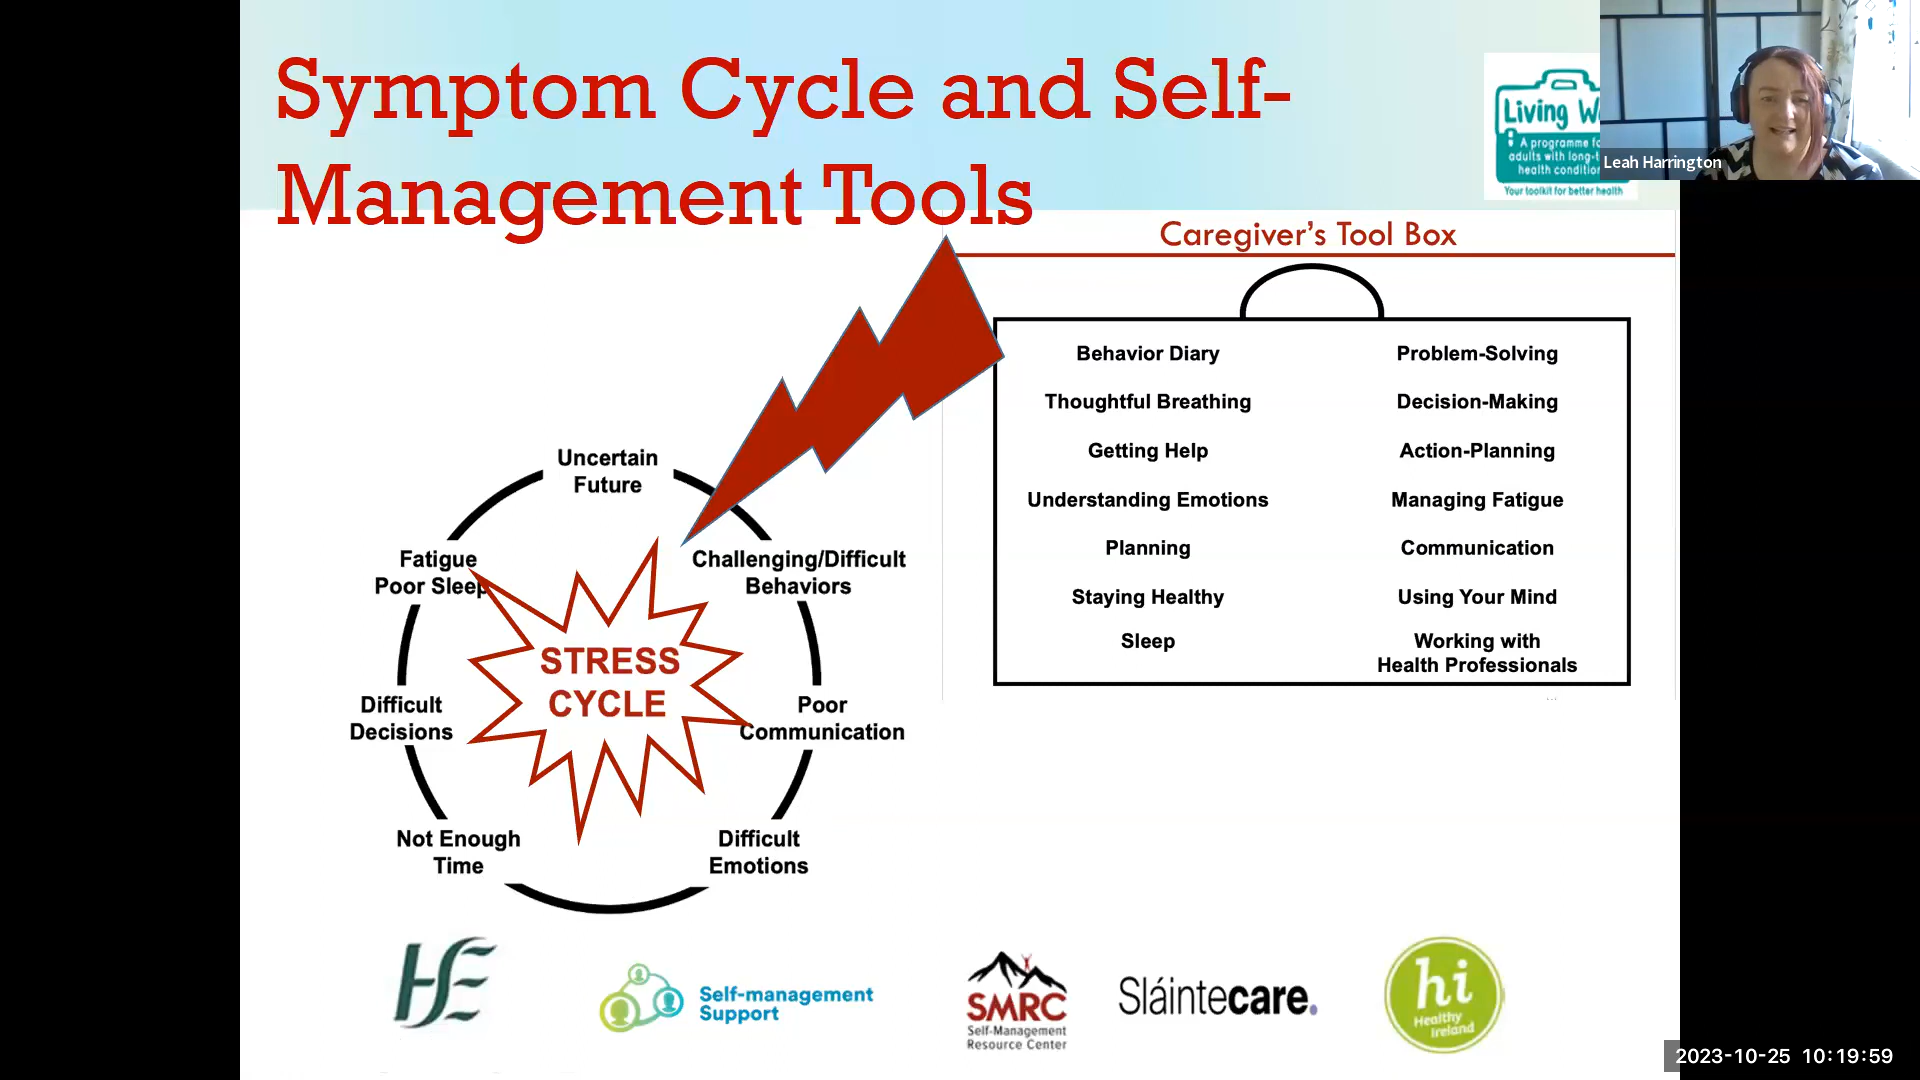 Symptom Cycle and Self-
Management Tools
Living W
A programme fo
adults with long-
health condition
Your toolkit for better health
Leah Harrington
Caregiver's Tool Box
Behavior Diary
Problem-Solving
Thoughtful Breathing
Decision-Making
Getting Help
Action-Planning
Understanding Emotions
Managing Fatigue
Planning
Communication
Staying Healthy
Using Your Mind
Sleep
Working with
Health Professionals
Uncertain
Future
Challenging/Difficult
Behaviors
Poor
Communication
Difficult
Emotions
Not Enough
Time
Difficult
Decisions
Fatigue
Poor Sleep
STRESS
CYCLE
HSE
Self-management
Support
SMRC
Self-Management
Resource Center
Sláintecare.
hi
Healthy
Ireland
2023-10-25 10:19:59